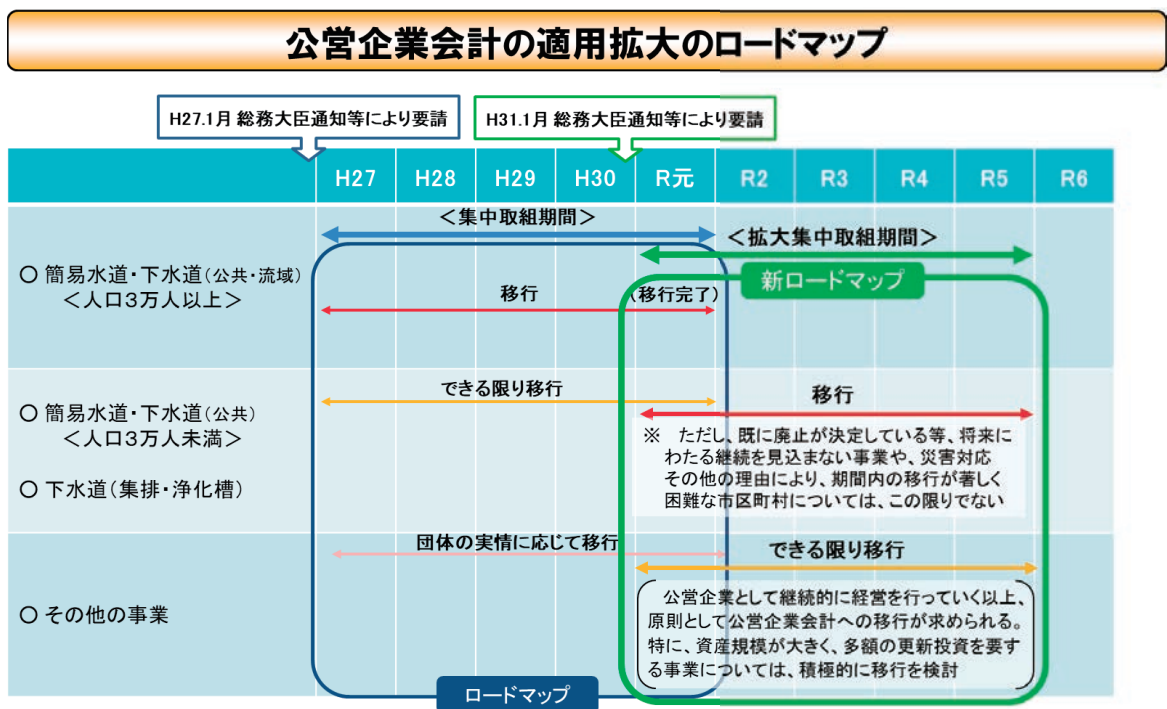 公営企業会計の適用拡大のロードマップ
H27.1月 総務大臣通知等により要請
H31.1月 総務大臣通知等により要請
H27 H28 H29 H30 R元 R2 R3 R4 R5 R6
○ 簡易水道・下水道(公共・流域)
＜人口3万人以上＞
＜集中取組期間＞
＜拡大集中取組期間＞
新ロードマップ
移行
(移行完了)
○ 簡易水道・下水道(公共)
＜人口3万人未満＞
○ 下水道(集排・浄化槽)
できる限り移行
移行
※ ただし、既に廃止が決定している等、将来に
わたる継続を見込まない事業や、災害対応
その他の理由により、期間内の移行が著しく
困難な市区町村については、この限りでない
○ その他の事業
団体の実情に応じて移行
できる限り移行
公営企業として継続的に経営を行っていく以上、
原則として公営企業会計への移行が求められる。
特に、資産規模が大きく、多額の更新投資を要す
る事業については、積極的に移行を検討
ロードマップ